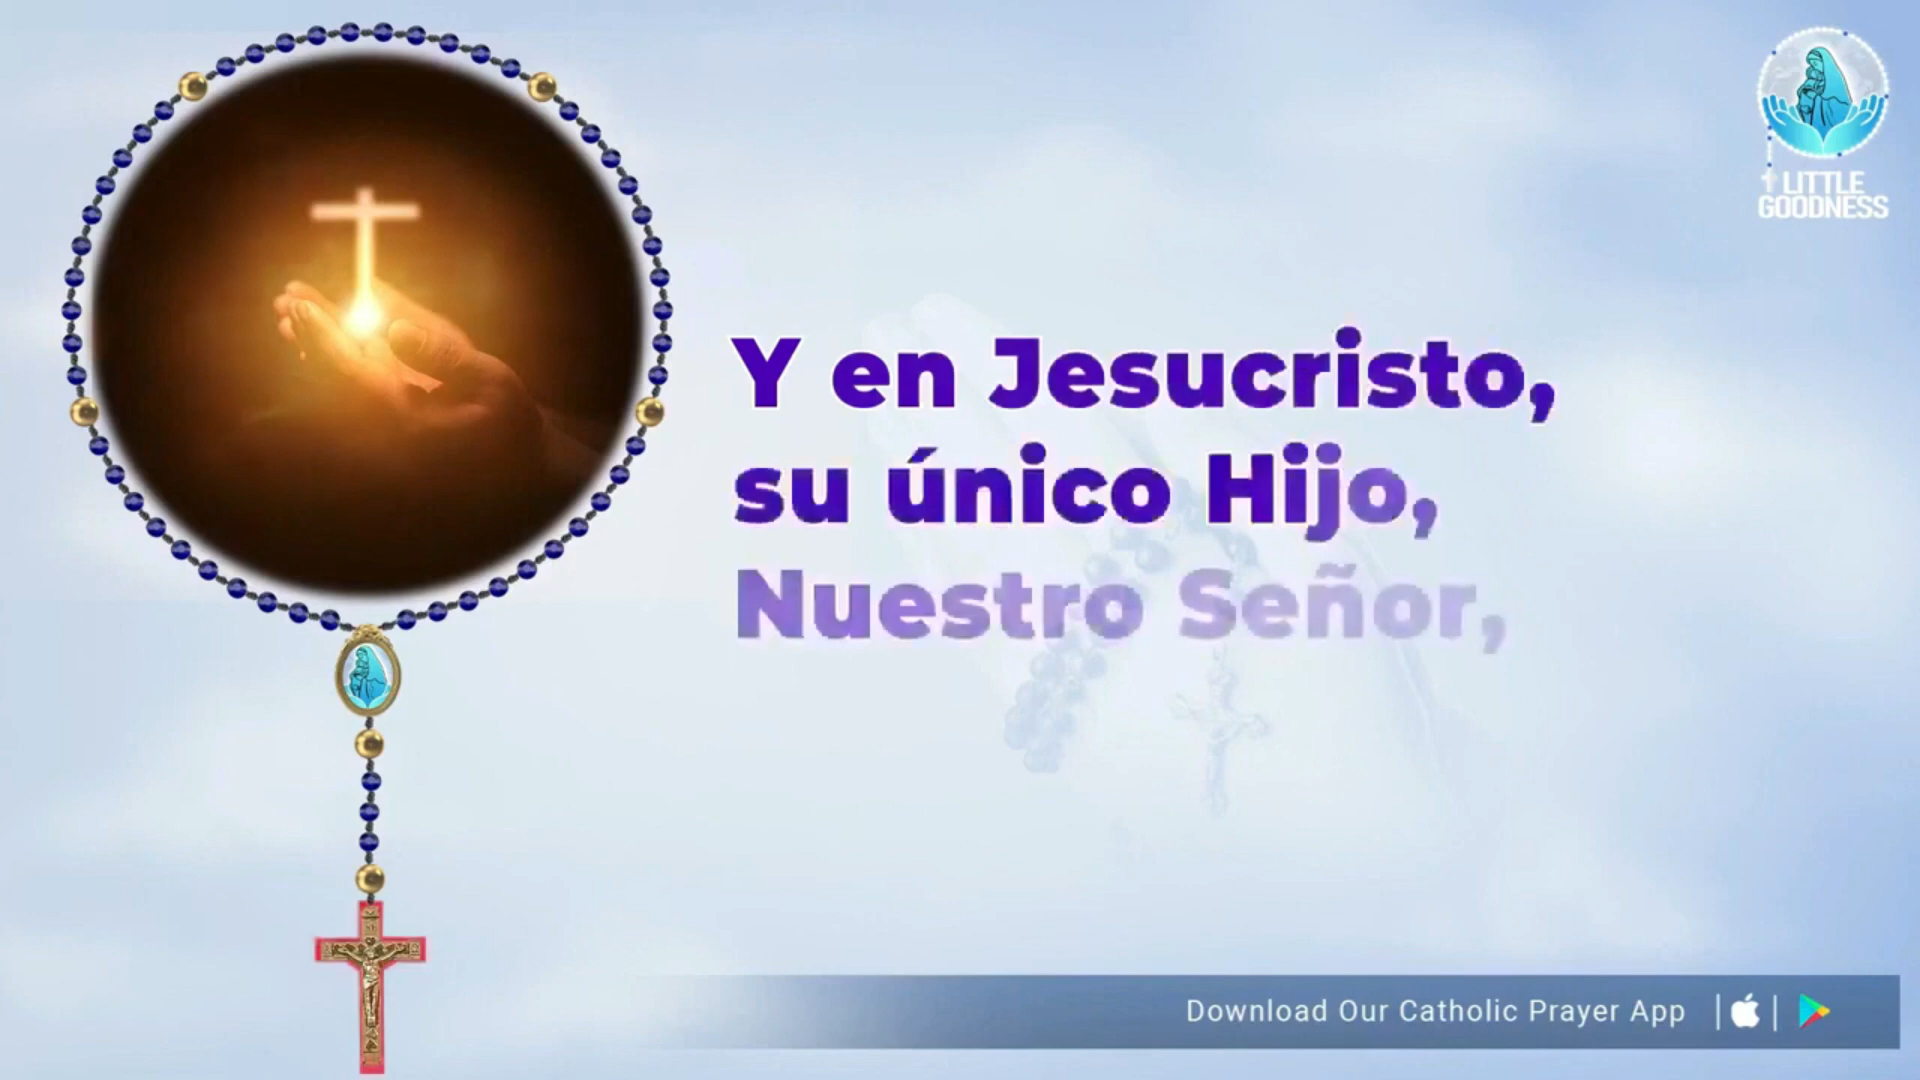 LITTLE
GOODNESS
Y en Jesucristo,
su único Hijo,
Nuestro Señor,
Download Our Catholic Prayer App